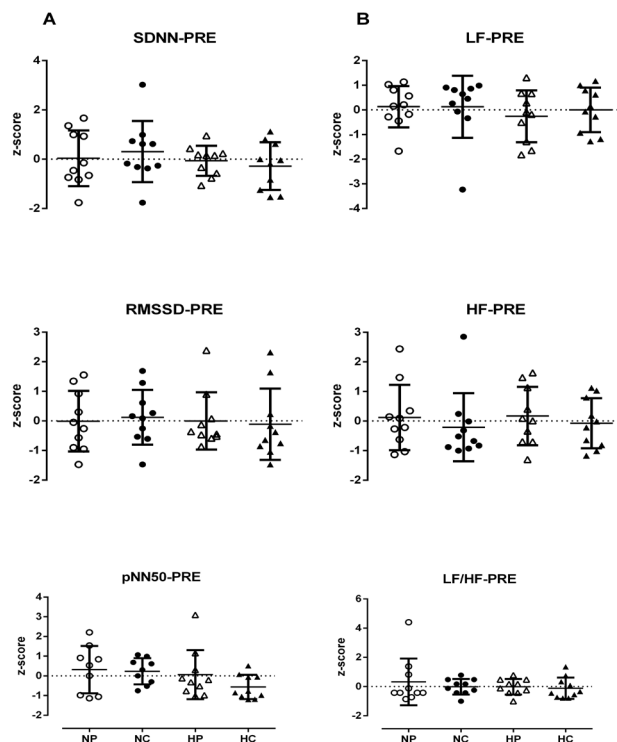 A
B
SDNN-PRE
z-score
4
2
0
-2
LF-PRE
z-score
2
1
0
-1
-2
-3
-4
RMSSD-PRE
z-score
3
2
1
0
-1
-2
HF-PRE
z-score
3
2
1
0
-1
-2
pNN50-PRE
z-score
4
3
2
1
0
-1
-2
NP NC HP HC
LF/HF-PRE
z-score
6
4
2
0
-2
NP NC HP HC